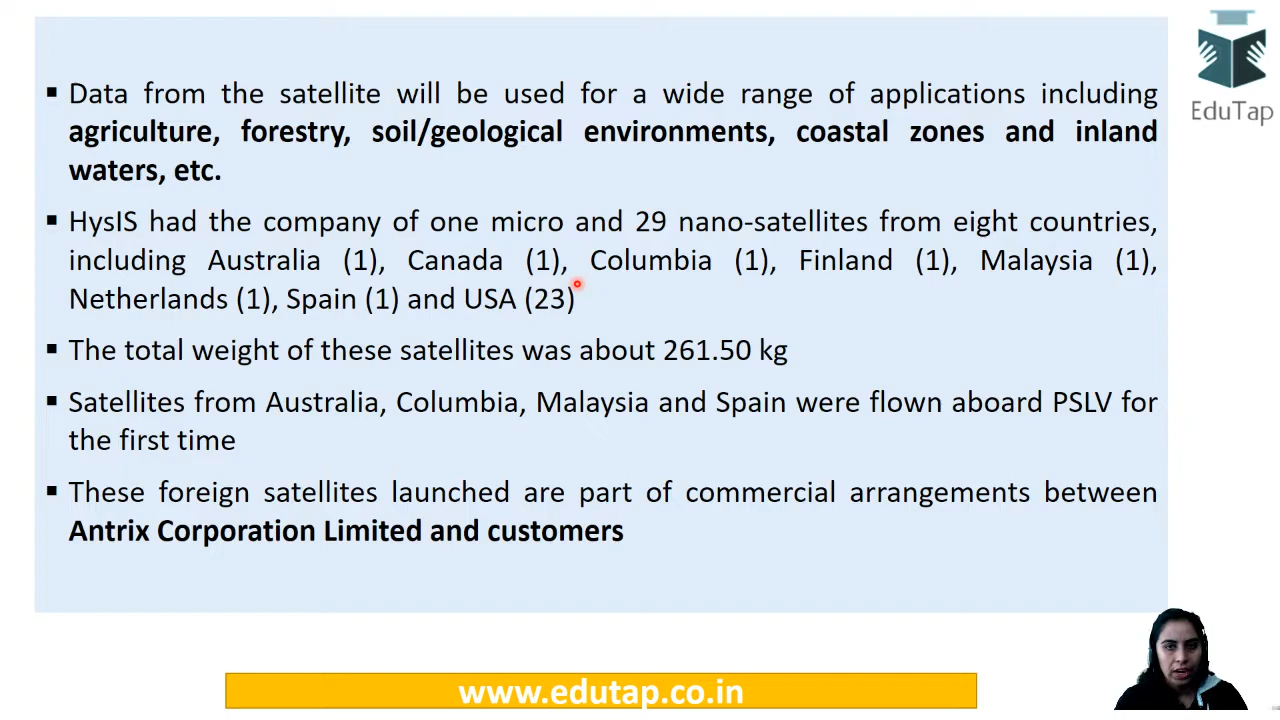 ▪ Data from the satellite will be used for a wide range of applications including
agriculture, forestry, soil/geological environments, coastal zones and inland
waters, etc.
▪ HysIS had the company of one micro and 29 nano-satellites from eight countries,
including Australia (1), Canada (1), Columbia (1), Finland (1), Malaysia (1),
Netherlands (1), Spain (1) and USA (23)
▪ The total weight of these satellites was about 261.50 kg
▪ Satellites from Australia, Columbia, Malaysia and Spain were flown aboard PSLV for
the first time
▪ These foreign satellites launched are part of commercial arrangements between
Antrix Corporation Limited and customers
EduTap
www.edutap.co.in